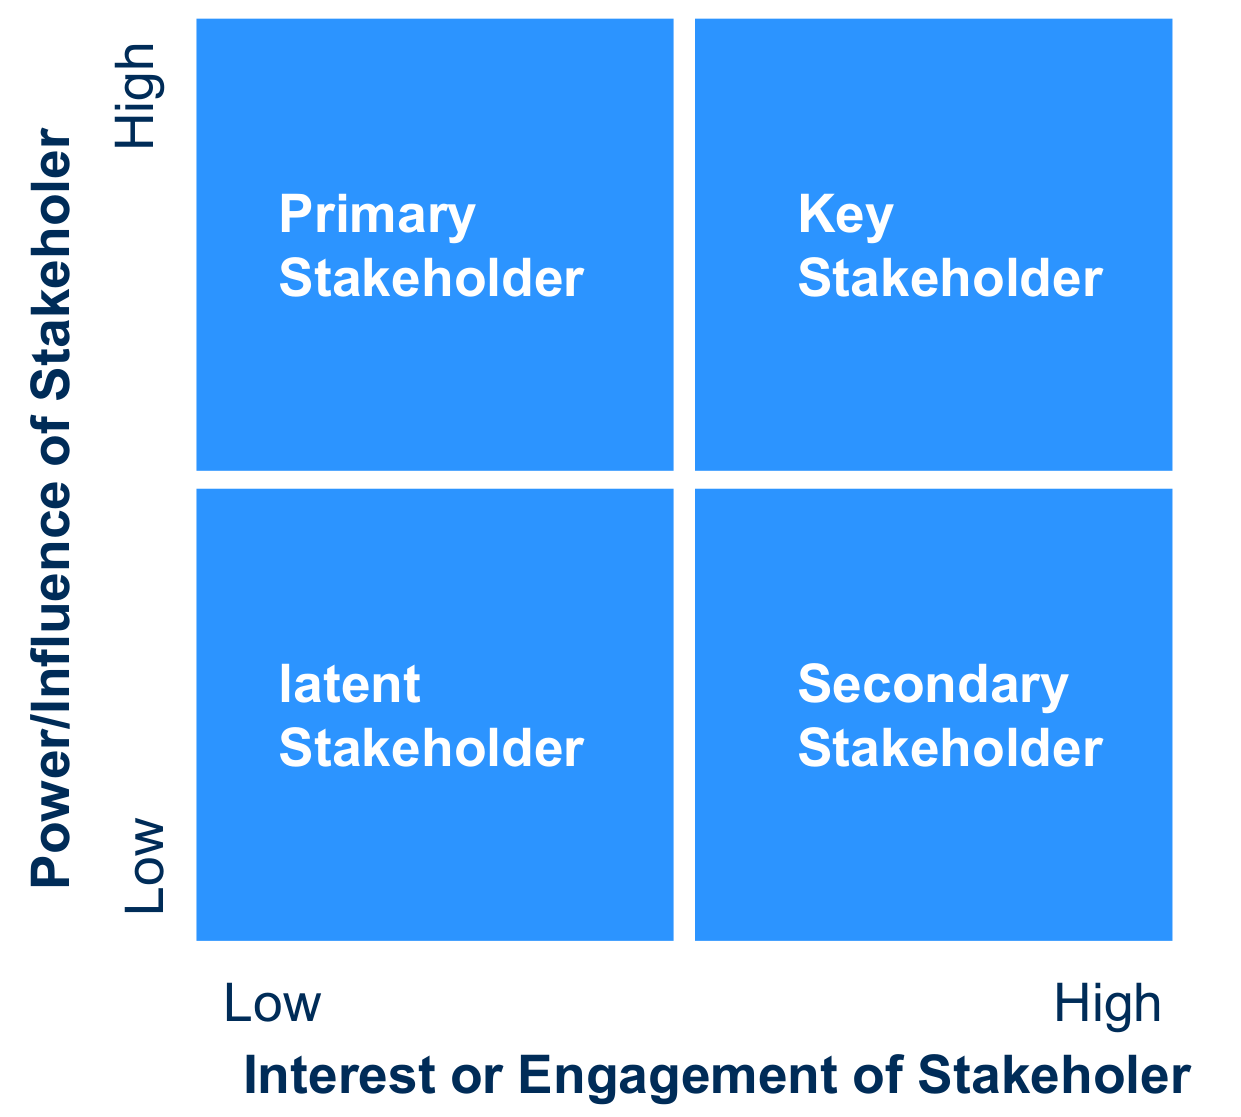 High
Power/Influence of Stakeholer
Primary
Stakeholder
Key
Stakeholder
latent
Stakeholder
Secondary
Stakeholder
Low
Low
High
Interest or Engagement of Stakeholer